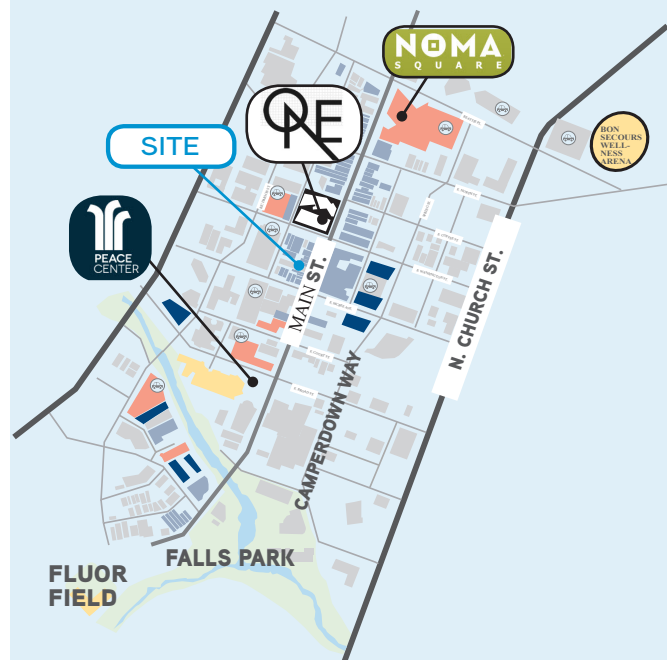 NOMA
SQUARE
ONE
SITE
BON
SECOURS
WELL-
NESS
ARENA
PEACE
CENTER
MAIN ST.
N. CHURCH ST.
CAMPERDOWN WAY
FALLS PARK
FLUOR
FIELD